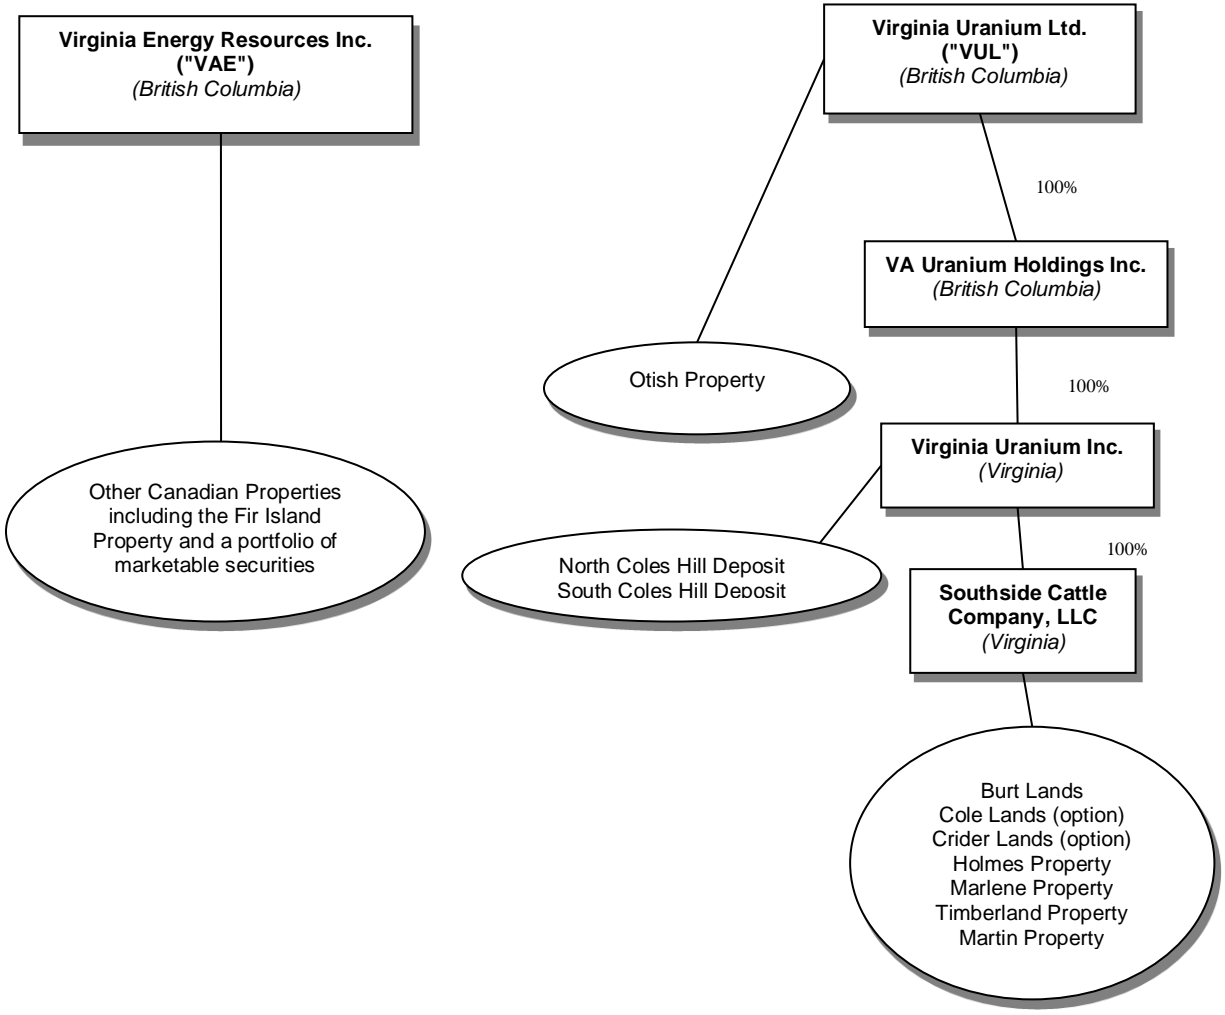 Virginia Energy Resources Inc.
("VAE")
(British Columbia)
Other Canadian Properties
including the Fir Island
Property and a portfolio of
marketable securities
Virginia Uranium Ltd.
("VUL")
(British Columbia)
100%
VA Uranium Holdings Inc.
(British Columbia)
Otish Property
100%
Virginia Uranium Inc.
(Virginia)
North Coles Hill Deposit
South Coles Hill Deposit
100%
Southside Cattle
Company, LLC
(Virginia)
Burt Lands
Cole Lands (option)
Crider Lands (option)
Holmes Property
Marlene Property
Timberland Property
Martin Property